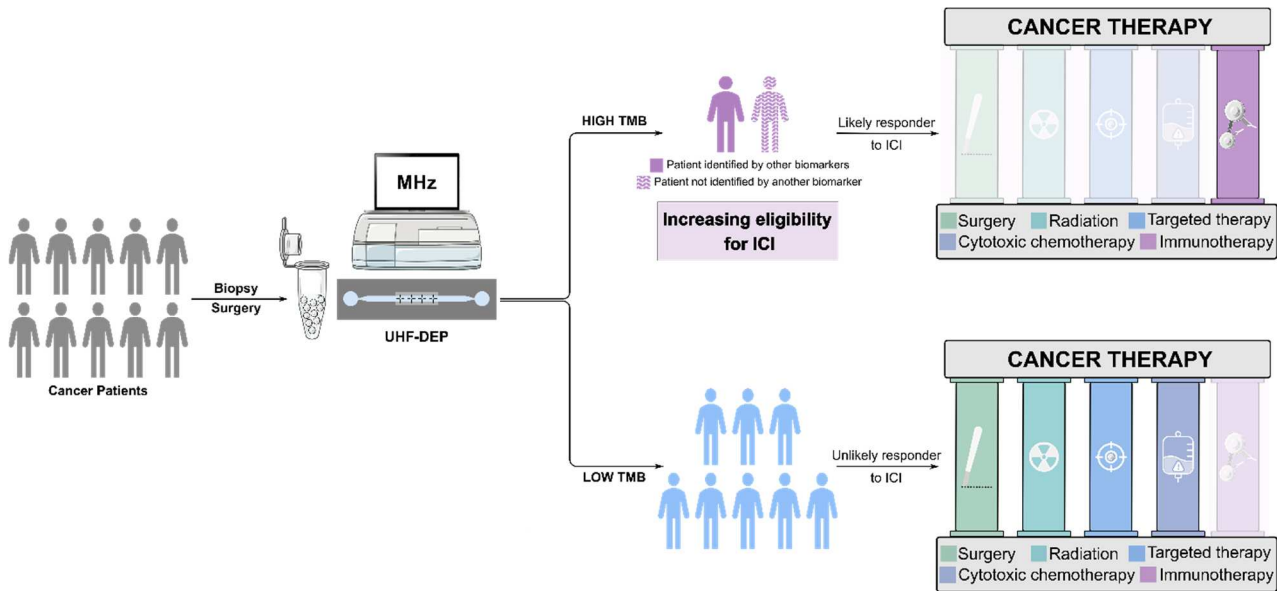 Cancer Patients
Biopsy
Surgery
MHz
UHF-DEP
HIGH TMB
Patient identified by other biomarkers
Patient not identified by another biomarker
Increasing eligibility
for ICI
Likely responder
to ICI
CANCER THERAPY
Surgery Radiation Targeted therapy
Cytotoxic chemotherapy Immunotherapy
LOW TMB
Unlikely responder
to ICI
CANCER THERAPY
Surgery Radiation Targeted therapy
Cytotoxic chemotherapy Immunotherapy